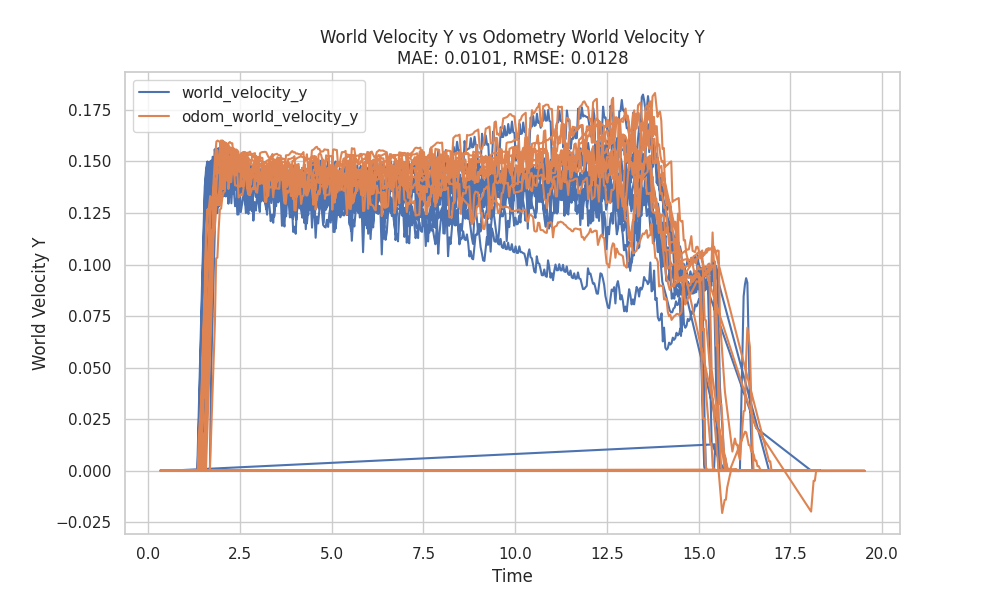 World Velocity Y vs Odometry World Velocity Y
MAE: 0.0101, RMSE: 0.0128
world_velocity_y
odom_world_velocity_y
World Velocity Y
0.175
0.150
0.125
0.100
0.075
0.050
0.025
0.000
−0.025
0.0 2.5 5.0 7.5 10.0 12.5 15.0 17.5 20.0
Time